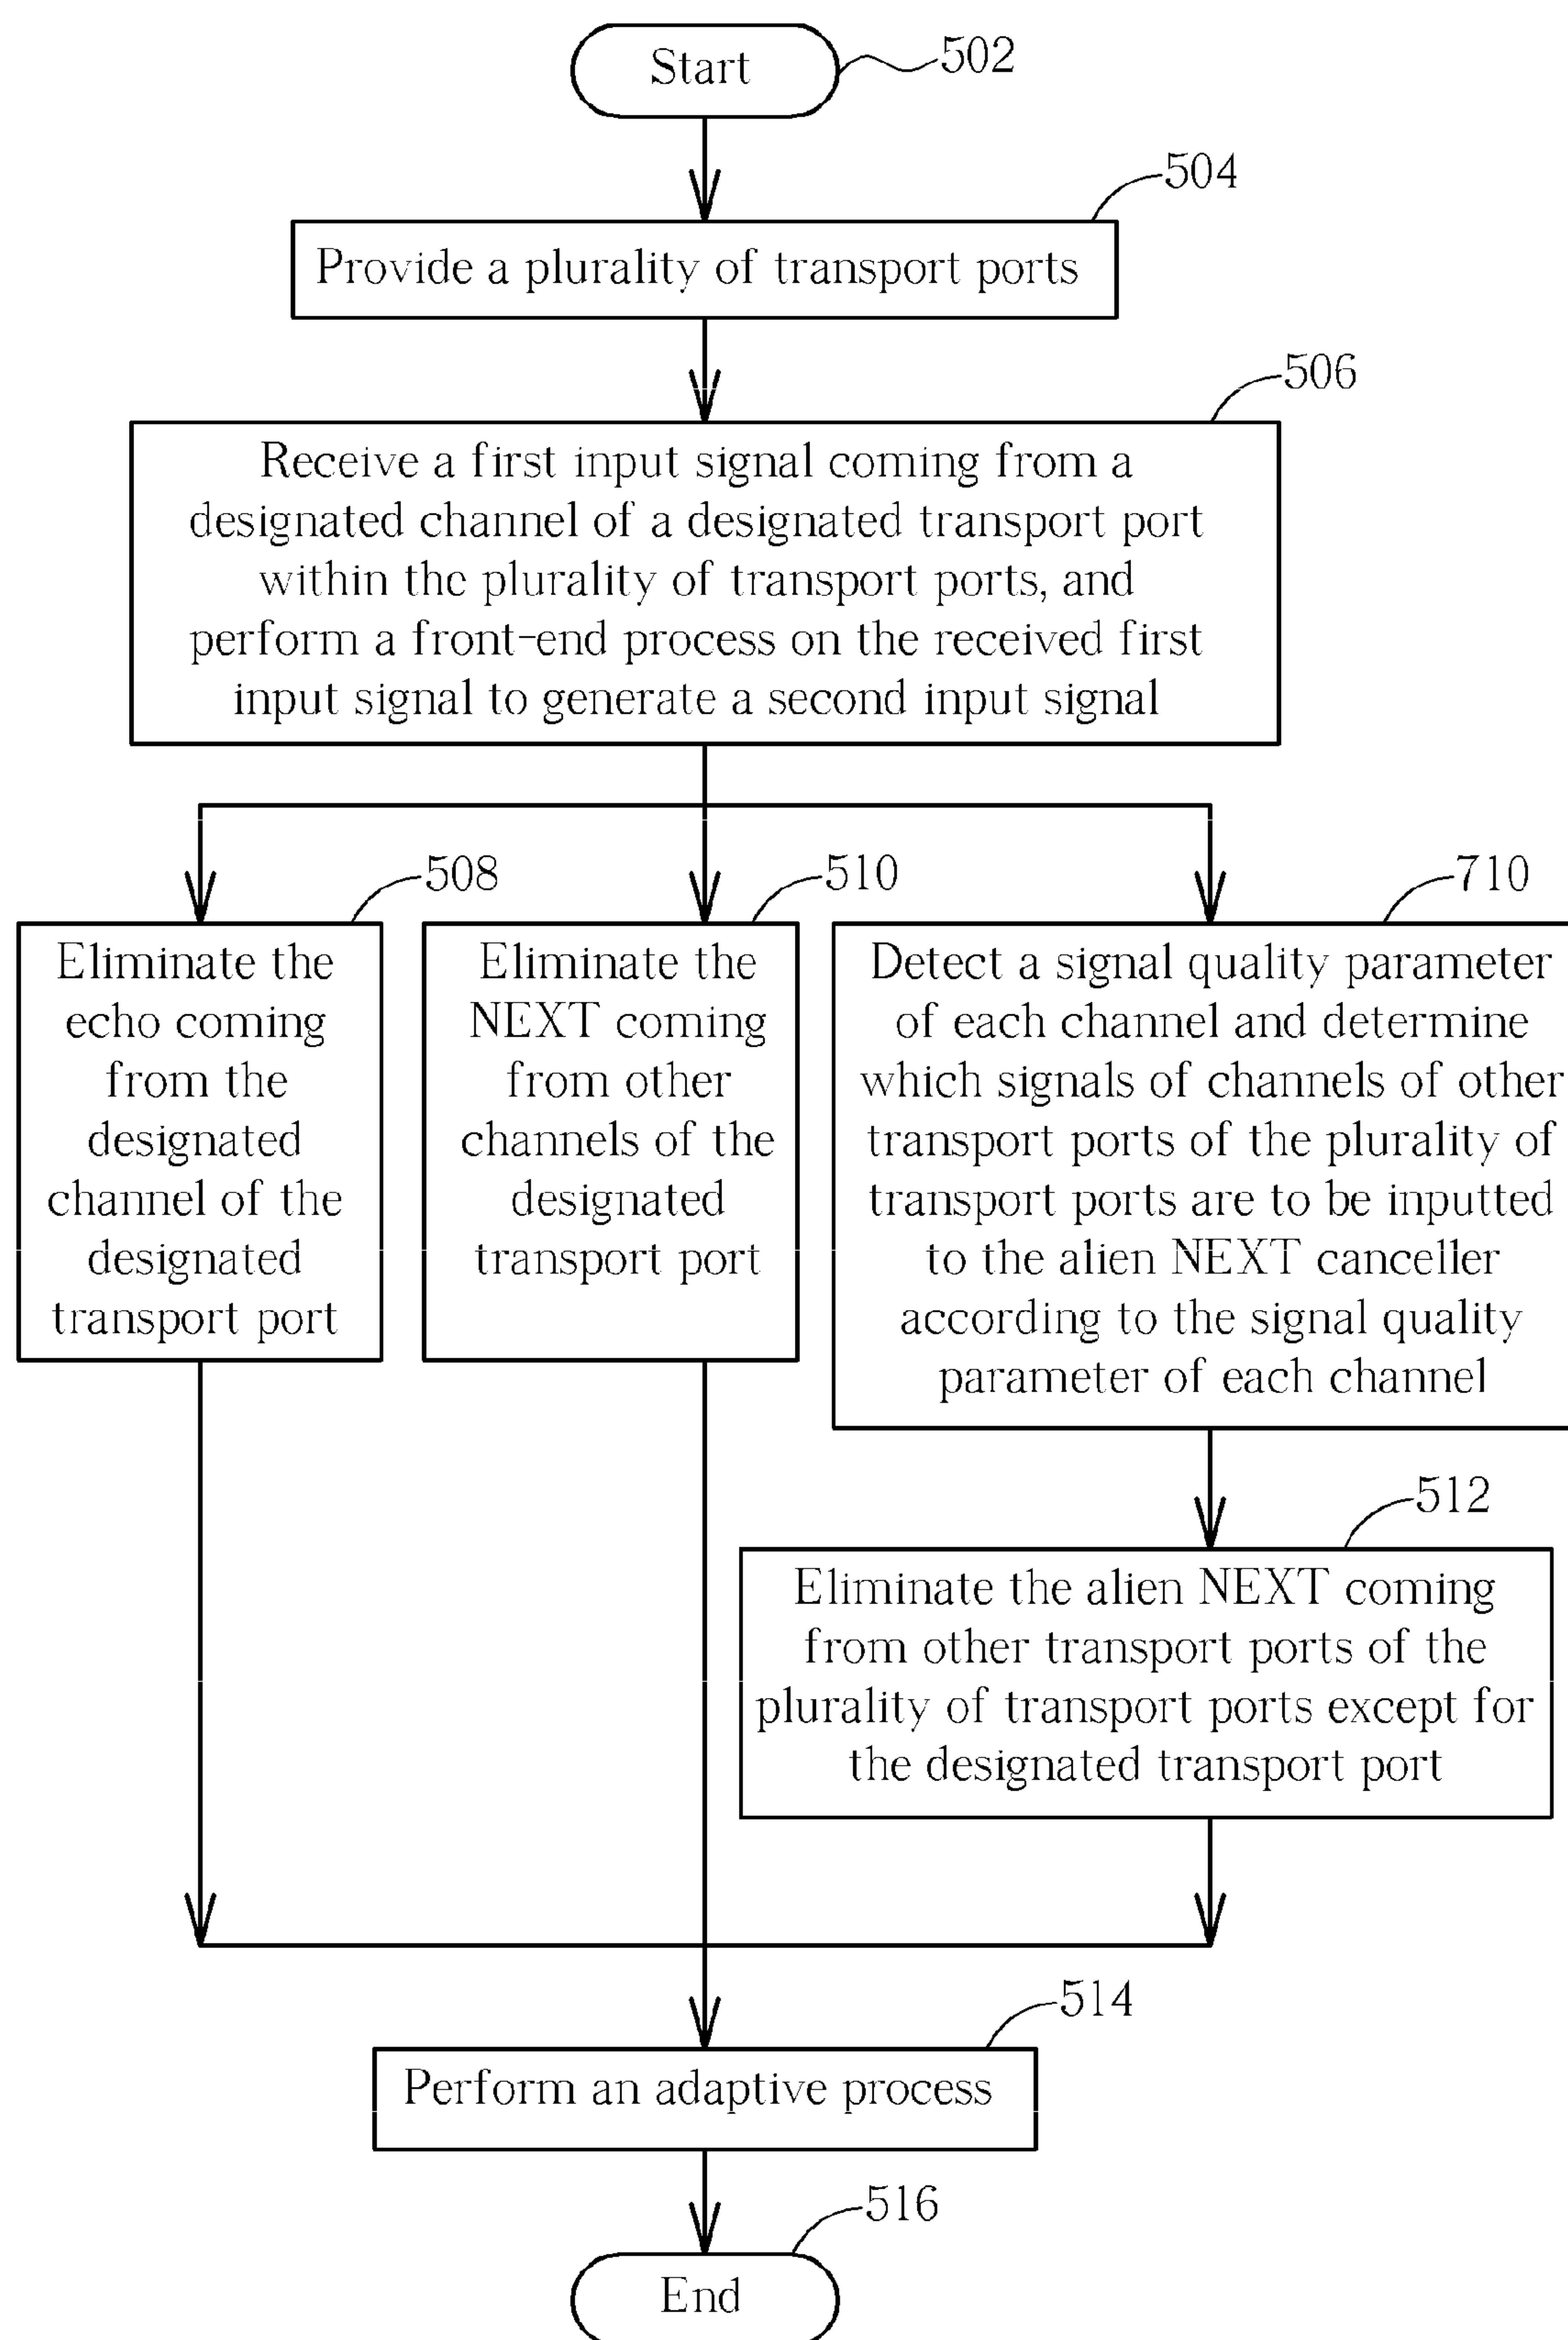 Start
502
504
Provide a plurality of transport ports
506
Receive a first input signal coming from a
designated channel of a designated transport port
within the plurality of transport ports, and
perform a front-end process on the received first
input signal to generate a second input signal
508
Eliminate the
echo coming
from the
designated
channel of the
designated
transport port
510
Eliminate the
NEXT coming
from other
channels of the
designated
transport port
710
Detect a signal quality parameter
of each channel and determine
which signals of channels of other
transport ports of the plurality of
transport ports are to be inputted
to the alien NEXT canceller
according to the signal quality
parameter of each channel
512
Eliminate the alien NEXT coming
from other transport ports of the
plurality of transport ports except for
the designated transport port
514
Perform an adaptive process
516
End